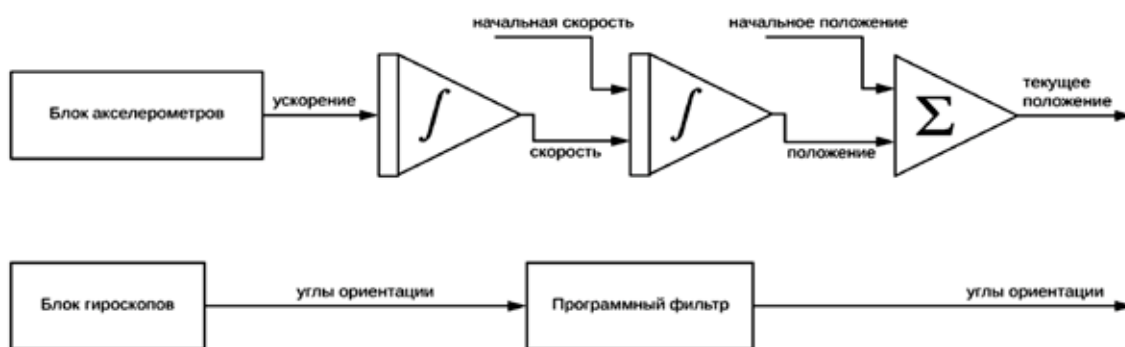 начальная скорость
начальное положение
Блок акселерометров
ускорение
∫
скорость
∫
положение
Σ
текущее
положение
Блок гироскопов
углы ориентации
Программный фильтр
углы ориентации